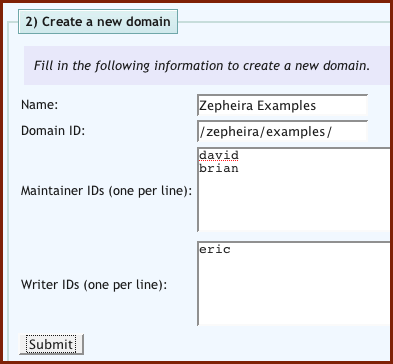 2) Create a new domain
Fill in the following information to create a new domain.
Name: Zepheira Examples
Domain ID: /zepheira/examples/
Maintainer IDs (one per line): david
brian
Writer IDs (one per line): eric
Submit